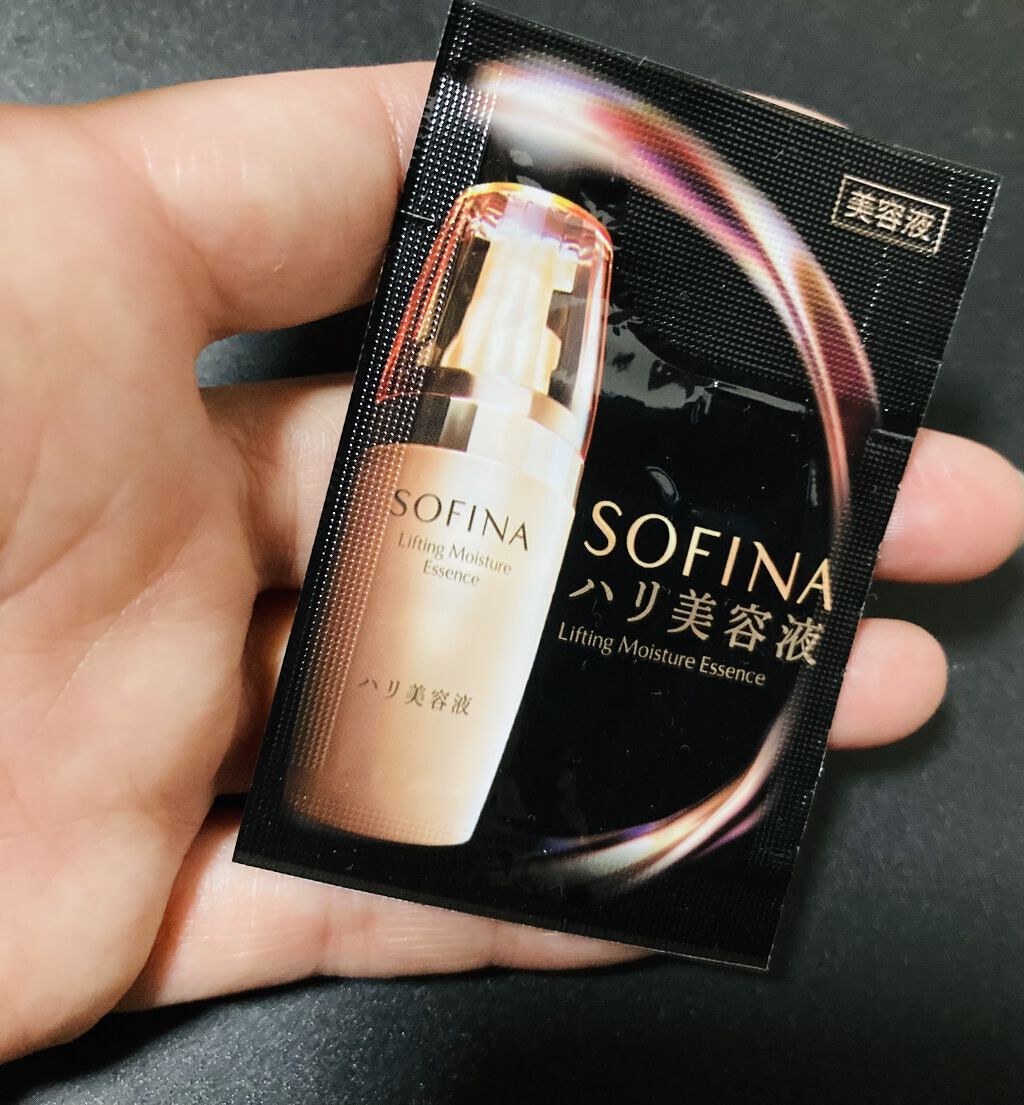 美容液
SOFINA
Lifting Moisture
Essence
ハリ美容液
SOFINA
ハリ美容液
Lifting Moisture Essence